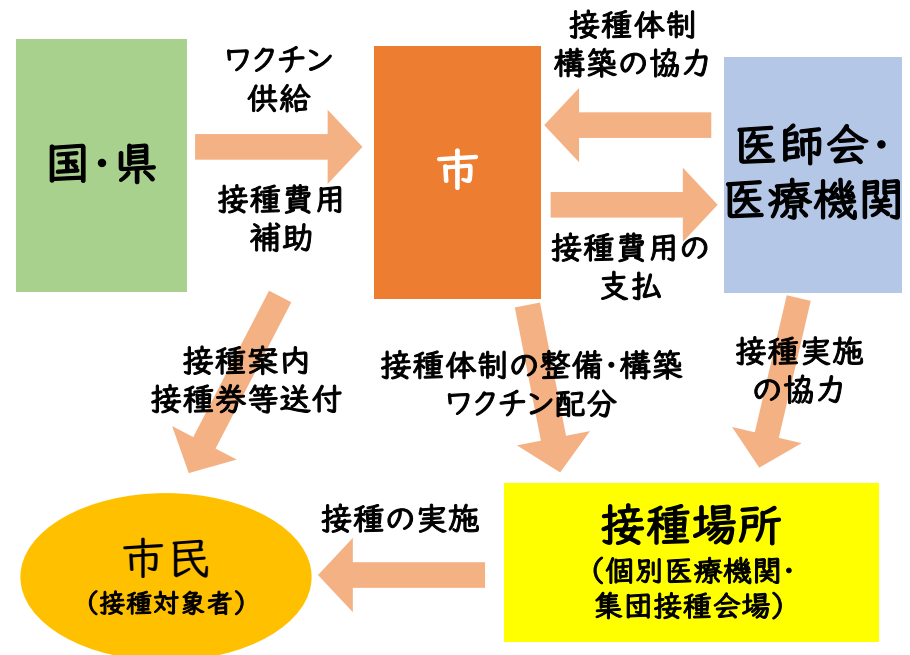 国・県
ワクチン
供給
接種費用
補助
市
接種体制
構築の協力
接種費用の
支払
医師会・
医療機関
接種案内
接種券等送付
接種体制の整備・構築
ワクチン配分
接種実施
の協力
市民
（接種対象者）
接種の実施
接種場所
（個別医療機関・
集団接種会場）